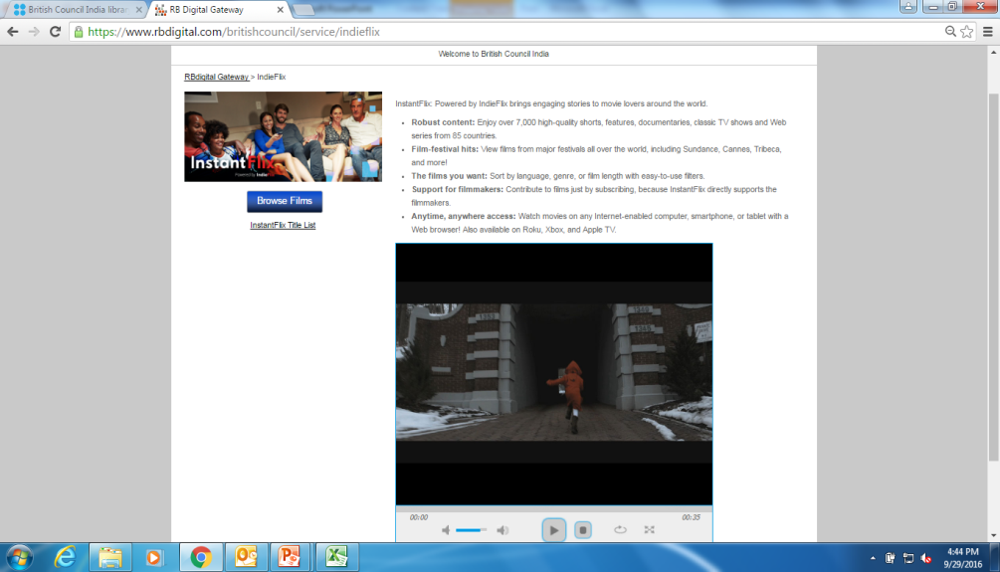 British Council India librar
RB Digital Gateway
https://www.rbdigital.com/britishcouncil/service/indieflix
Welcome to British Council India
RBdigital Gateway > IndieFlix
InstantFlix
Powered by IndieFlix
Browse Films
InstantFlix Title List
InstantFlix: Powered by IndieFlix brings engaging stories to movie lovers around the world.
Robust content: Enjoy over 7,000 high-quality shorts, features, documentaries, classic TV shows and Web
series from 85 countries.
Film-festival hits: View films from major festivals all over the world, including Sundance, Cannes, Tribeca,
and more!
The films you want: Sort by language, genre, or film length with easy-to-use filters.
Support for filmmakers: Contribute to films just by subscribing, because InstantFlix directly supports the
filmmakers.
Anytime, anywhere access: Watch movies on any Internet-enabled computer, smartphone, or tablet with a
Web browser! Also available on Roku, Xbox, and Apple TV.
00:00
00:35
4:44 PM
9/29/2016